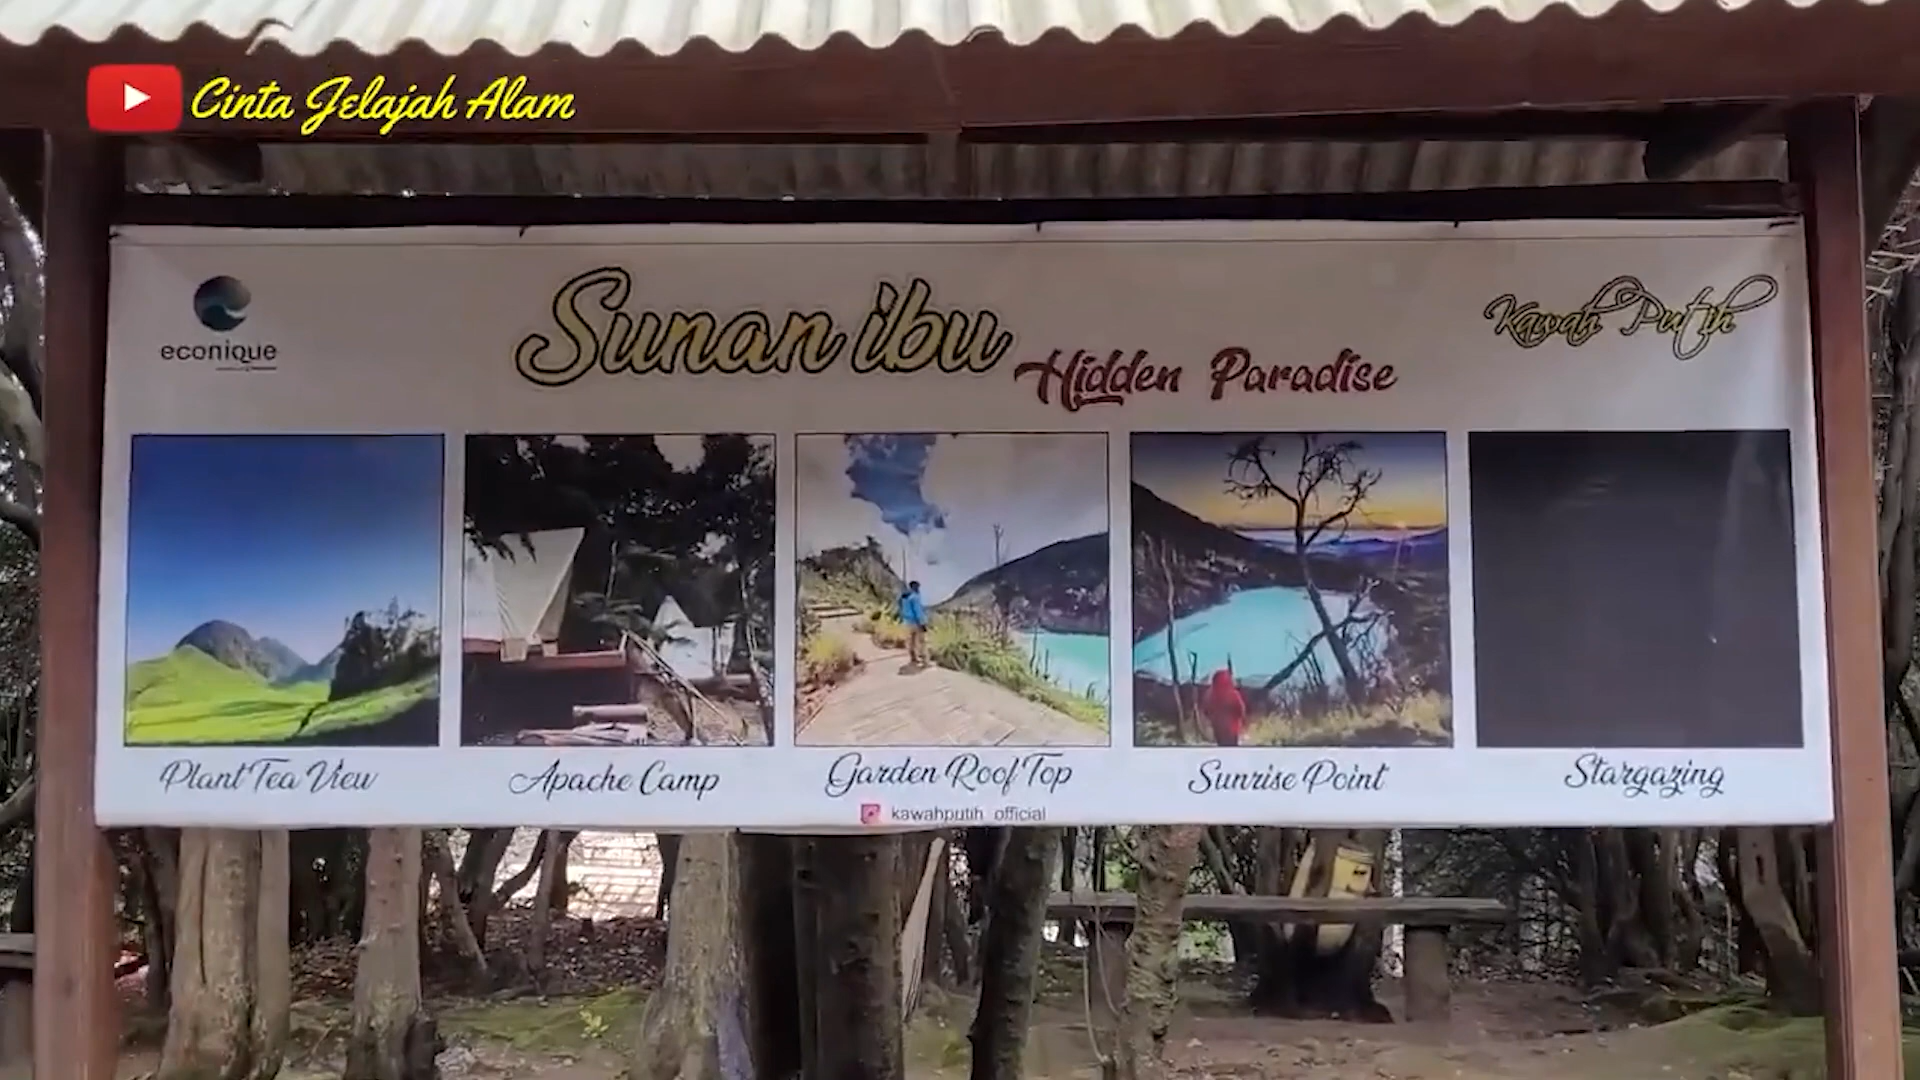 Cinta Jelajah Alam
econique
Sunan ibu
Hidden Paradise
Kawah Putih
Plant Tea View
Apache Camp
Garden Roof Top
Sunrise Point
Stargazing
kawahputih_official